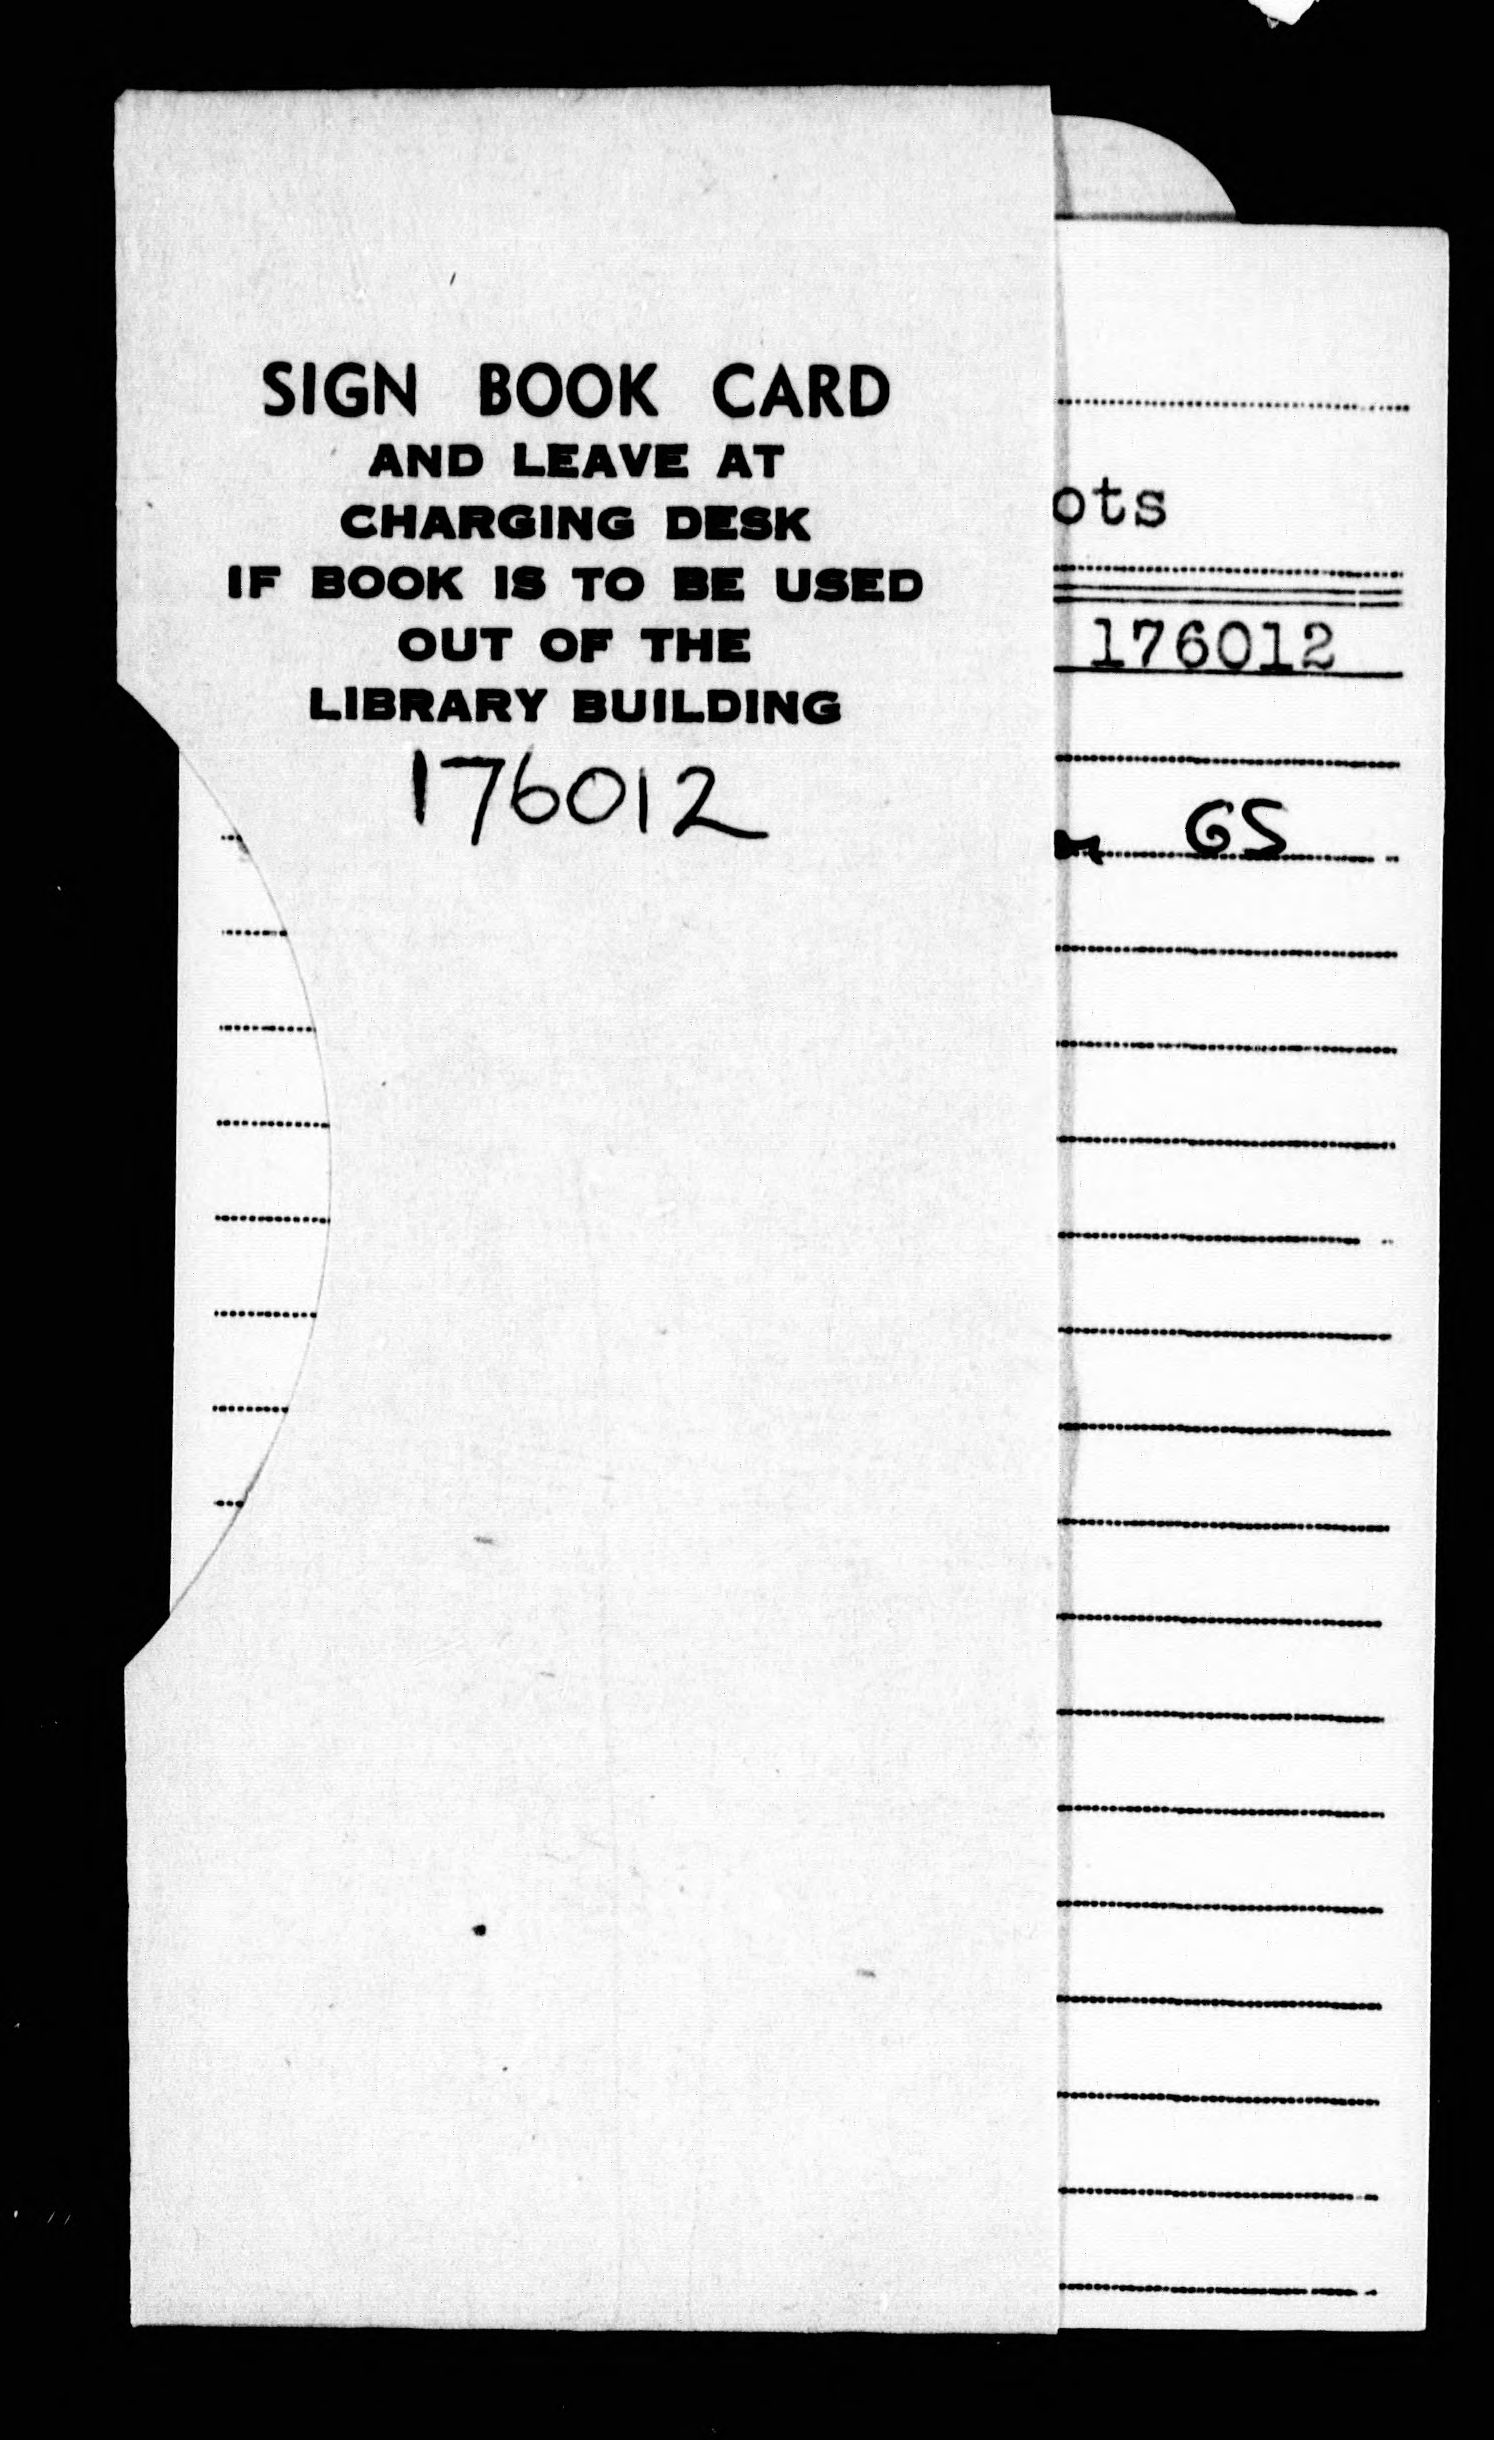 SIGN BOOK CARD
AND LEAVE AT
CHARGING DESK
IF BOOK IS TO BE USED
OUT OF THE
LIBRARY BUILDING
176012
ots
176012
GS